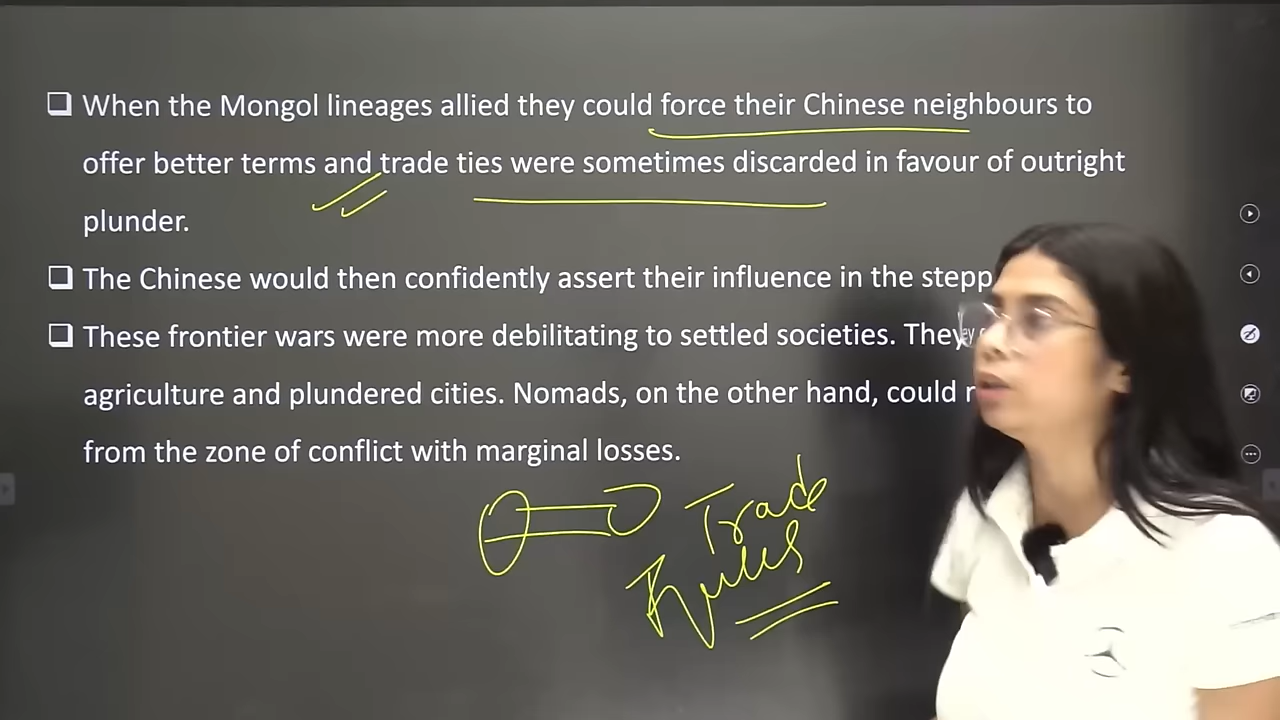 When the Mongol lineages allied they could force their Chinese neighbours to
offer better terms and trade ties were sometimes discarded in favour of outright
plunder.
The Chinese would then confidently assert their influence in the
These frontier wars were more debilitating to settled societies. They
agriculture and plundered cities. Nomads, on the other hand, could
from the zone of conflict with marginal losses.
Trade
Rules